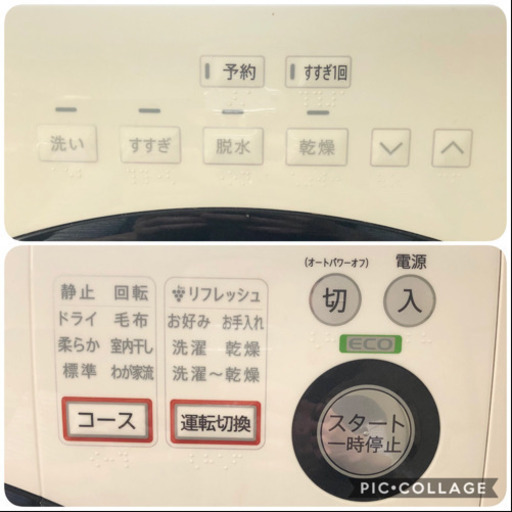 予約 すすぎ1回
洗い すすぎ 脱水 乾燥
(オートパワーオフ) 電源
切 入
静止 回転 リフレッシュ
ドライ 毛布 お好み お手入れ
柔らか 室内干し 洗濯 乾燥
標準 わが家流 洗濯～乾燥
ECO
コース 運転切換
スタート
一時停止
PIC•COLLAGE